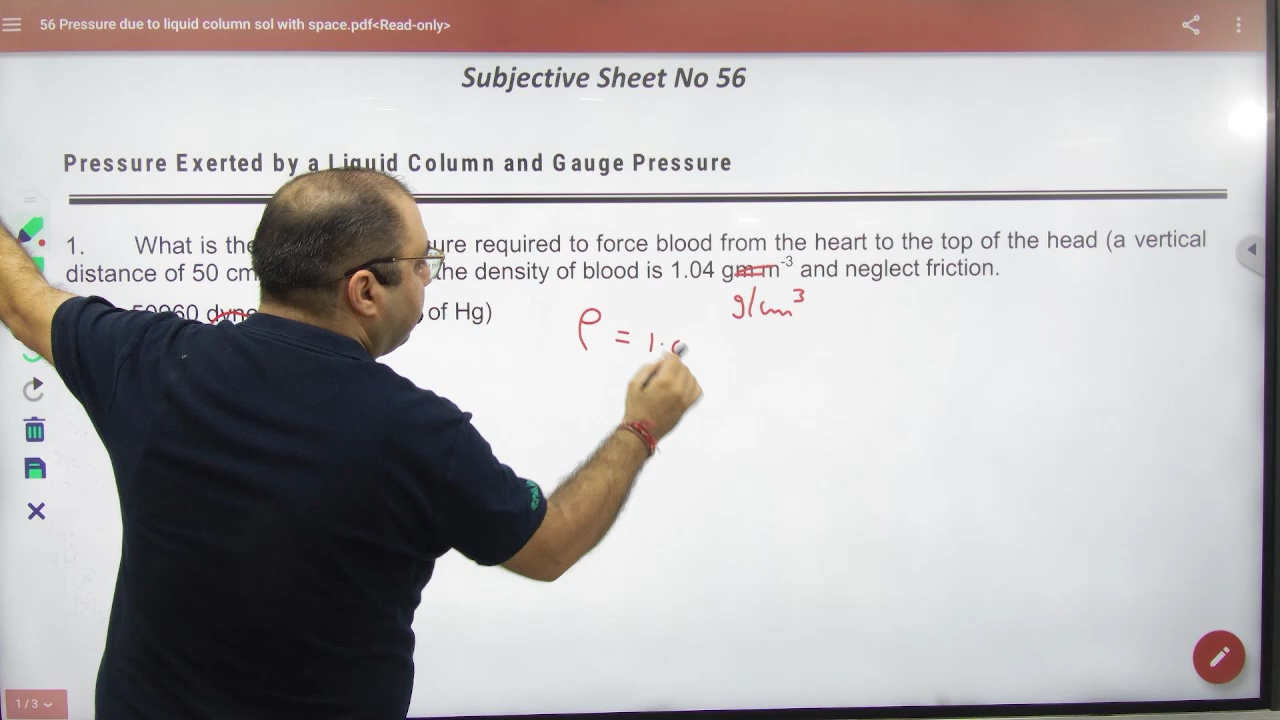 56 Pressure due to liquid column sol with space.pdf<Read-only>
Subjective Sheet No 56
Pressure Exerted by a Liquid Column and Gauge Pressure
1. What is the ure required to force blood from the heart to the top of the head (a vertical
distance of 50 cm the density of blood is 1.04 gm m⁻³ and neglect friction.
g/cm³
of Hg)
ρ = 1.0
1/3